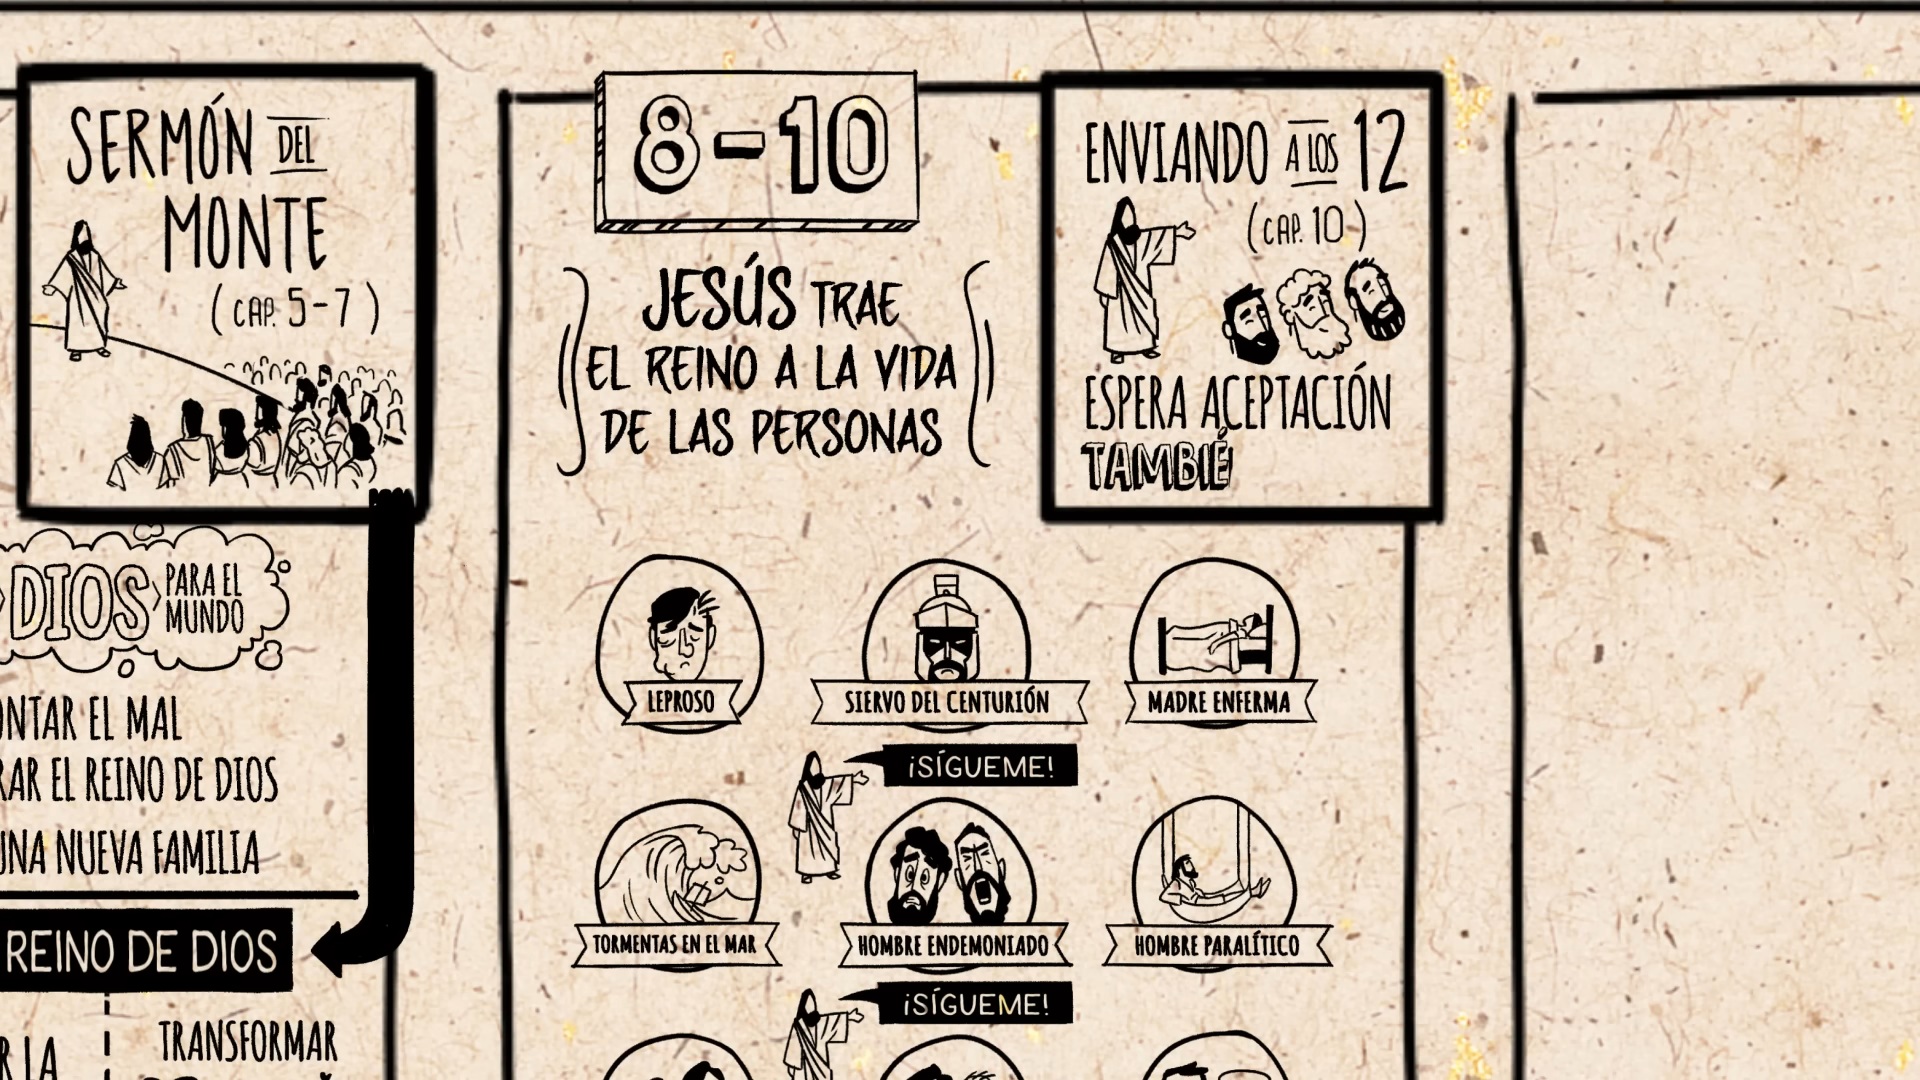 SERMÓN DEL
MONTE
(CAP. 5-7)
DIOS PARA EL
MUNDO
ONTAR EL MAL
RAR EL REINO DE DIOS
UNA NUEVA FAMILIA
REINO DE DIOS
R LA
TRANSFORMAR
8-10
JESÚS TRAE
EL REINO A LA VIDA
DE LAS PERSONAS
ENVIANDO A LOS 12
(CAP. 10)
ESPERA ACEPTACIÓN
TAMBIÉ
LEPROSO
SIERVO DEL CENTURIÓN
MADRE ENFERMA
¡SÍGUEME!
TORMENTAS EN EL MAR
HOMBRE ENDEMONIADO
HOMBRE PARALÍTICO
¡SÍGUEME!